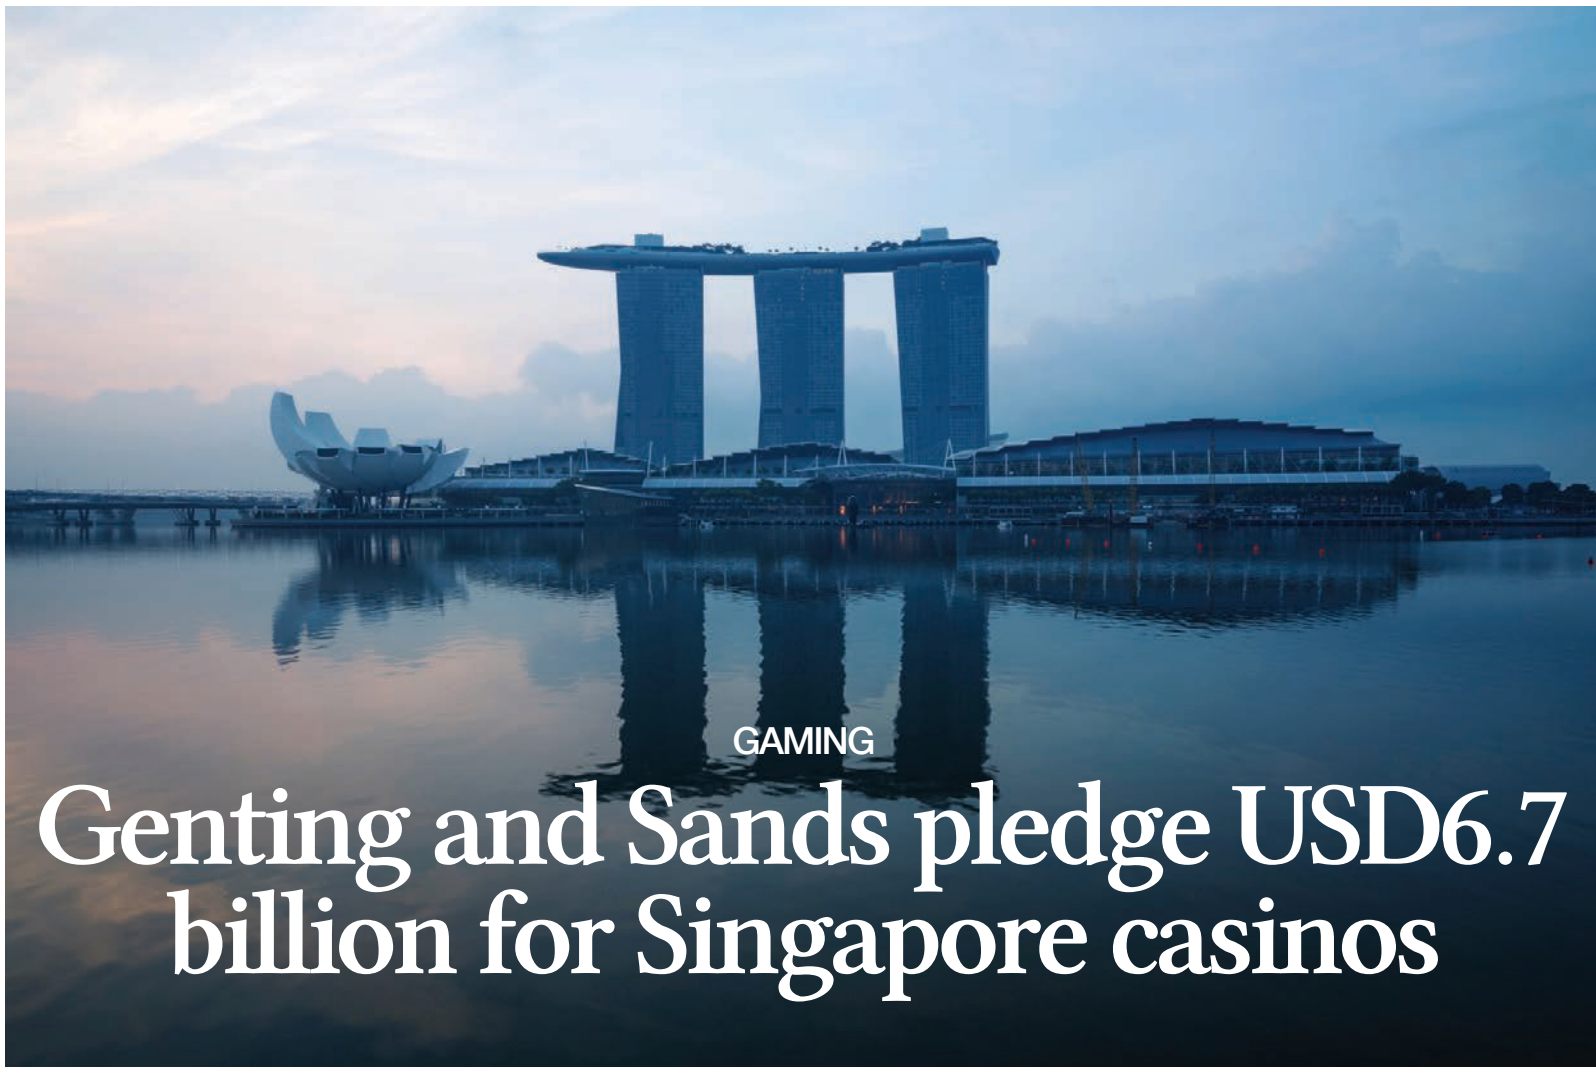 GAMING
Genting and Sands pledge USD6.7
billion for Singapore casinos